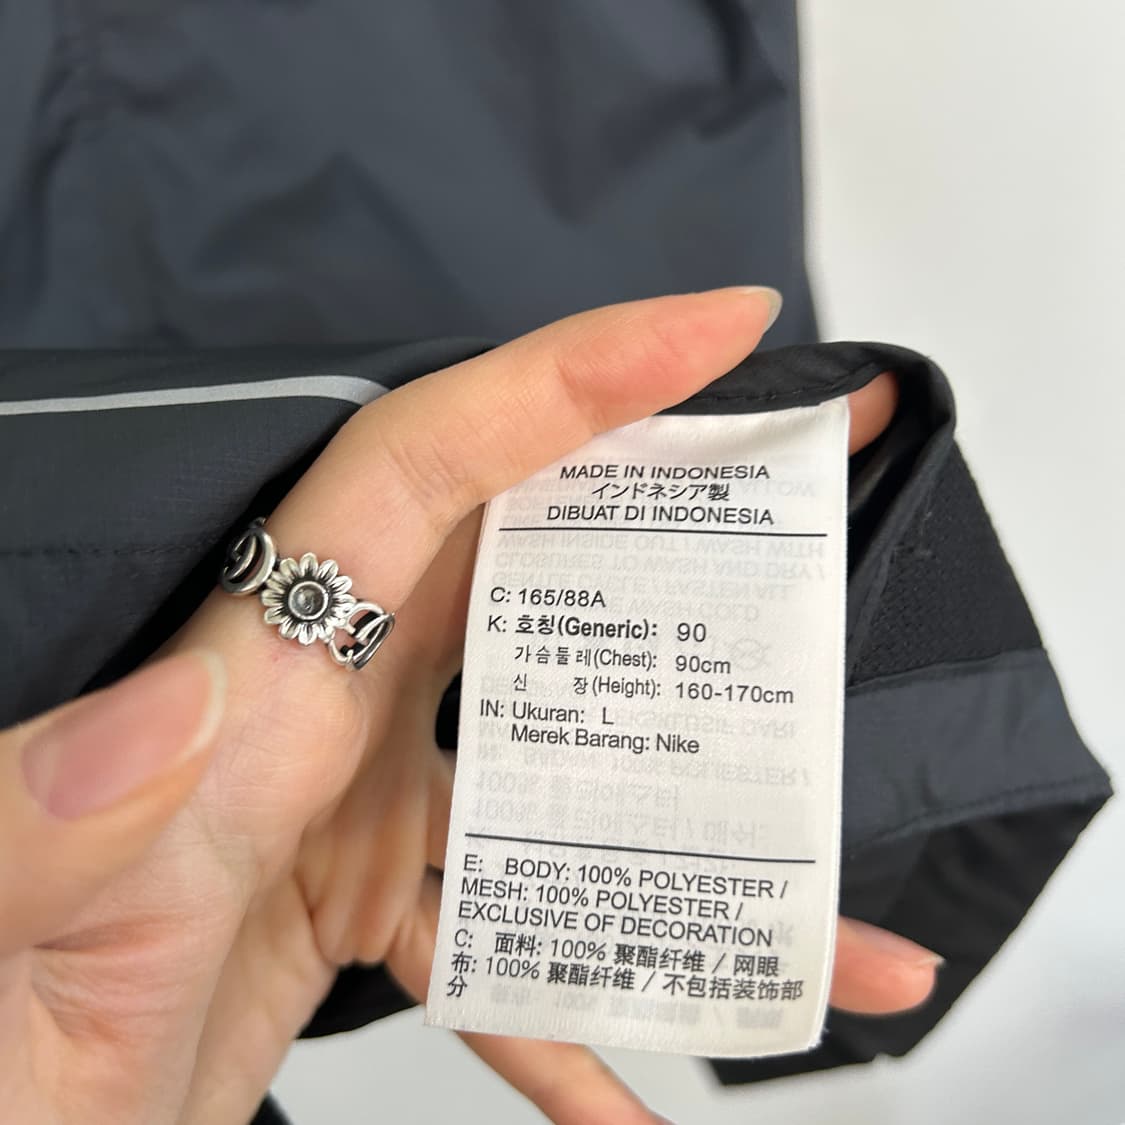 MADE IN INDONESIA
インドネシア製
DIBUAT DI INDONESIA
C: 165/88A
K: 호칭(Generic): 90
가슴둘레(Chest): 90cm
신 장(Height): 160-170cm
IN: Ukuran: L
Merek Barang: Nike
E: BODY: 100% POLYESTER /
MESH: 100% POLYESTER /
EXCLUSIVE OF DECORATION
C: 面料: 100% 聚酯纤维 / 网眼
布: 100% 聚酯纤维 / 不包括装饰部
分